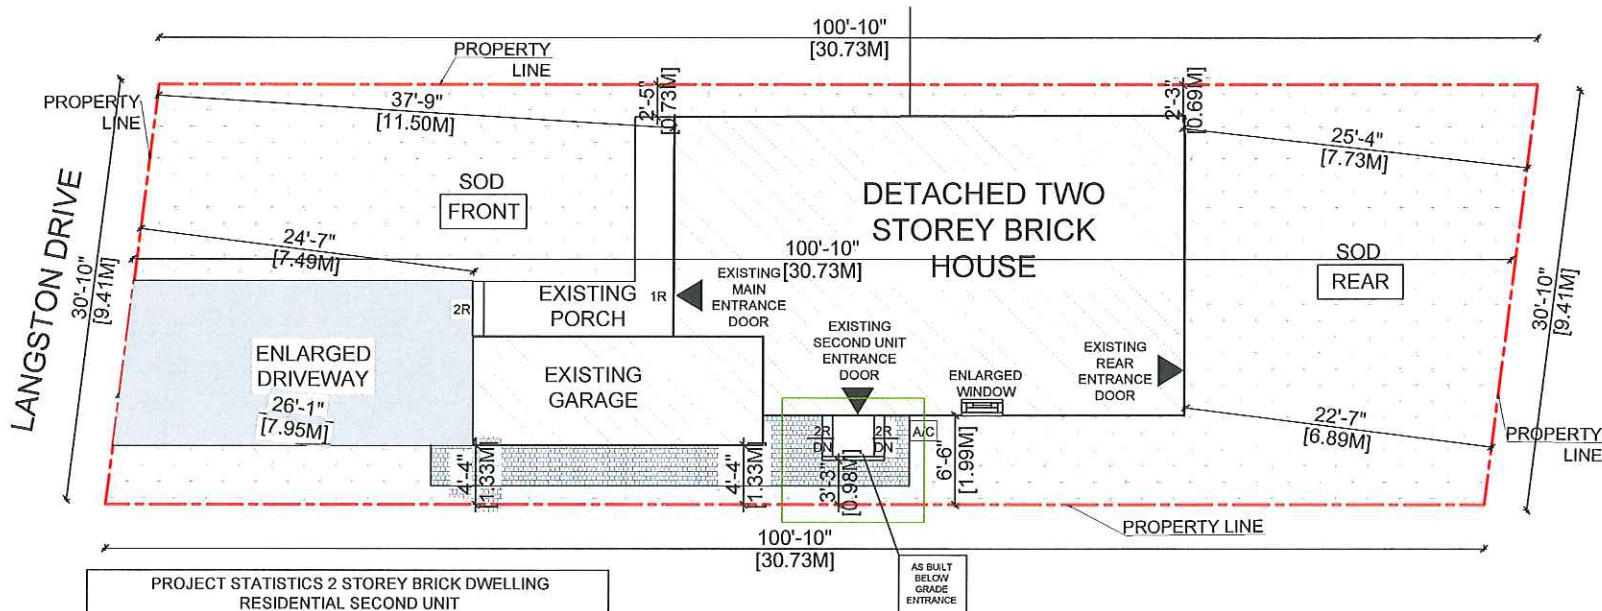 100'-10"
[30.73M]
PROPERTY
LINE
PROPERTY
LINE
37'-9"
[11.50M]
2'-5"
[0.73M]
2'-3"
[0.69M]
25'-4"
[7.73M]
LANGSTON DRIVE
30'-10"
[9.41M]
SOD
FRONT
DETACHED TWO
STOREY BRICK
HOUSE
24'-7"
[7.49M]
100'-10"
[30.73M]
SOD
REAR
30'-10"
[9.41M]
2R
EXISTING
PORCH
1R
EXISTING
MAIN
ENTRANCE
DOOR
EXISTING
SECOND UNIT
ENTRANCE
DOOR
EXISTING
REAR
ENTRANCE
DOOR
ENLARGED
DRIVEWAY
26'-1"
[7.95M]
EXISTING
GARAGE
ENLARGED
WINDOW
22'-7"
[6.89M]
2R
DN
2R
DN
A/C
4'-4"
[1.33M]
4'-4"
[1.33M]
3'-3"
[0.98M]
6'-6"
[1.99M]
PROPERTY
LINE
PROPERTY LINE
100'-10"
[30.73M]
AS BUILT
BELOW
GRADE
ENTRANCE
PROJECT STATISTICS 2 STOREY BRICK DWELLING
RESIDENTIAL SECOND UNIT